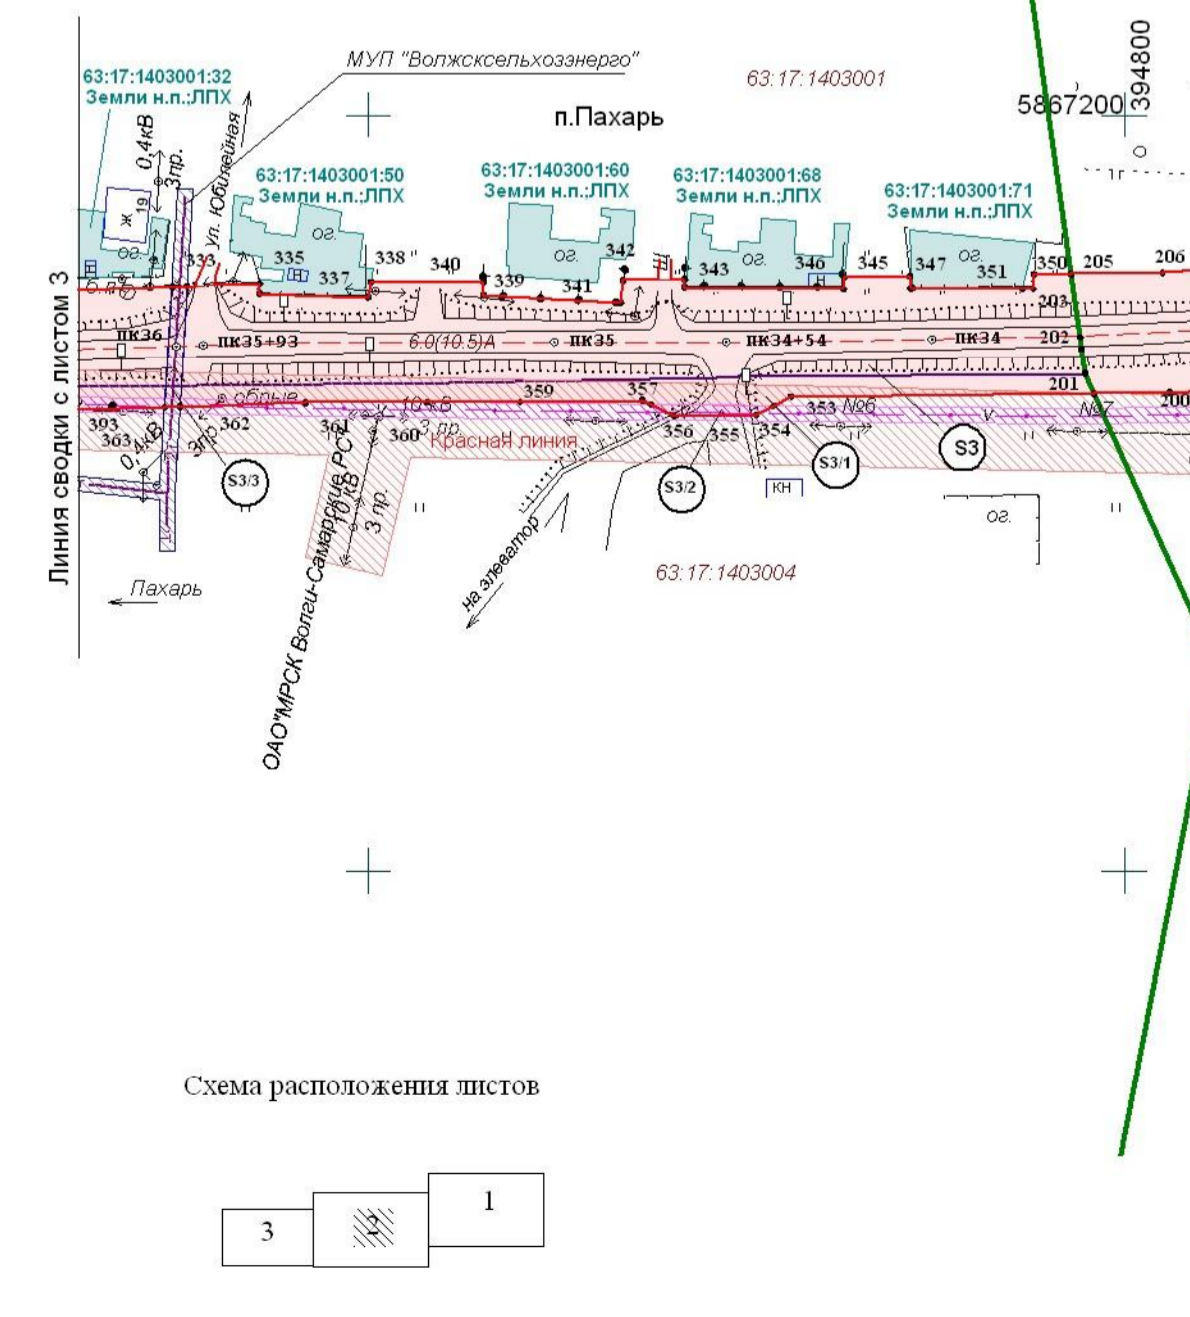 МУП "Волжксельхозэнерго"
63:17:1403001
394800
5867200
п.Пахарь
63:17:1403001:32
Земли н.п.;ЛПХ
63:17:1403001:50
Земли н.п.;ЛПХ
63:17:1403001:60
Земли н.п.;ЛПХ
63:17:1403001:68
Земли н.п.;ЛПХ
63:17:1403001:71
Земли н.п.;ЛПХ
0,4кВ
3пр.
ул. Юбилейная
Ж
19
ог.
ог.
ог.
ог.
ог.
333
335
337
338
340
339
341
342
343
346
345
347
351
350
205
206
Н
Н
Н
203
пк36
пк35+93
6.0(10.5)А
пк35
пк34+54
пк34
202
201
200
393
363
362
361
360
359
357
356
355
354
353
№6
№7
v
10кВ
3 пр.
Красная линия
0,4кВ
3пр.
S3/3
S3/2
S3/1
S3
КН
ог.
10кВ
3 пр.
ОАО"МРСК Волги-Самарские РС"
на элеватор
63:17:1403004
Пахарь
Линия сводки с листом 3
Схема расположения листов
3
2
1